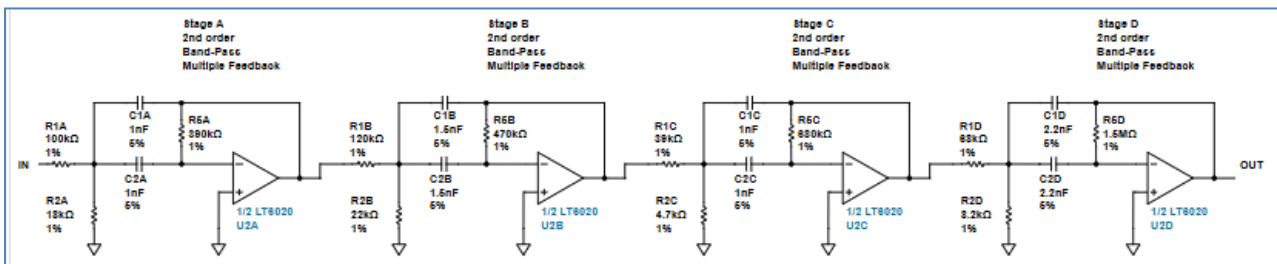 Stage A
2nd order
Band-Pass
Multiple Feedback
Stage B
2nd order
Band-Pass
Multiple Feedback
Stage C
2nd order
Band-Pass
Multiple Feedback
Stage D
2nd order
Band-Pass
Multiple Feedback
IN
R1A
100kΩ
1%
C1A
1nF
5%
R5A
390kΩ
1%
C2A
1nF
5%
R2A
18kΩ
1%
1/2 LT6020
U2A
R1B
120kΩ
1%
C1B
1.5nF
5%
R5B
470kΩ
1%
C2B
1.5nF
5%
R2B
22kΩ
1%
1/2 LT6020
U2B
R1C
39kΩ
1%
C1C
1nF
5%
R5C
680kΩ
1%
C2C
1nF
5%
R2C
4.7kΩ
1%
1/2 LT6020
U2C
R1D
68kΩ
1%
C1D
2.2nF
5%
R5D
1.5MΩ
1%
C2D
2.2nF
5%
R2D
8.2kΩ
1%
1/2 LT6020
U2D
OUT